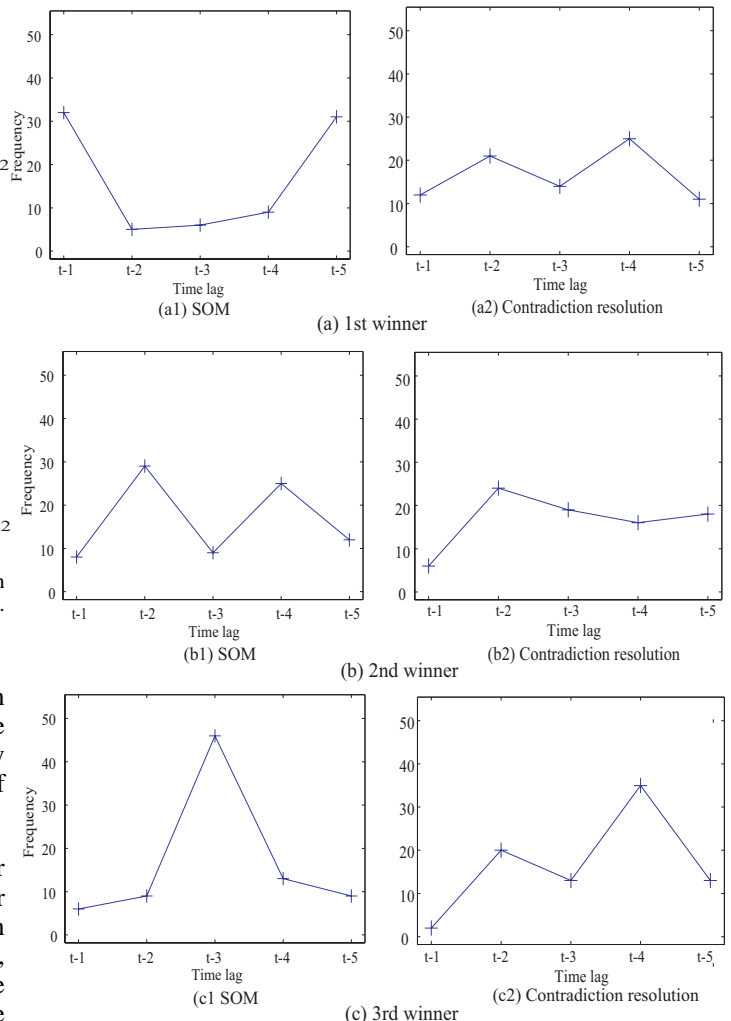 50
40
30
20
10
0
Frequency
t-1 t-2 t-3 t-4 t-5
Time lag
(a1) SOM
50
40
30
20
10
0
t-1 t-2 t-3 t-4 t-5
Time lag
(a2) Contradiction resolution
(a) 1st winner
2
50
40
30
20
10
0
Frequency
t-1 t-2 t-3 t-4 t-5
Time lag
(b1) SOM
50
40
30
20
10
0
t-1 t-2 t-3 t-4 t-5
Time lag
(b2) Contradiction resolution
(b) 2nd winner
2
50
40
30
20
10
0
Frequency
t-1 t-2 t-3 t-4 t-5
Time lag
(c1 SOM
50
40
30
20
10
0
t-1 t-2 t-3 t-4 t-5
Time lag
(c2) Contradiction resolution
(c) 3rd winner